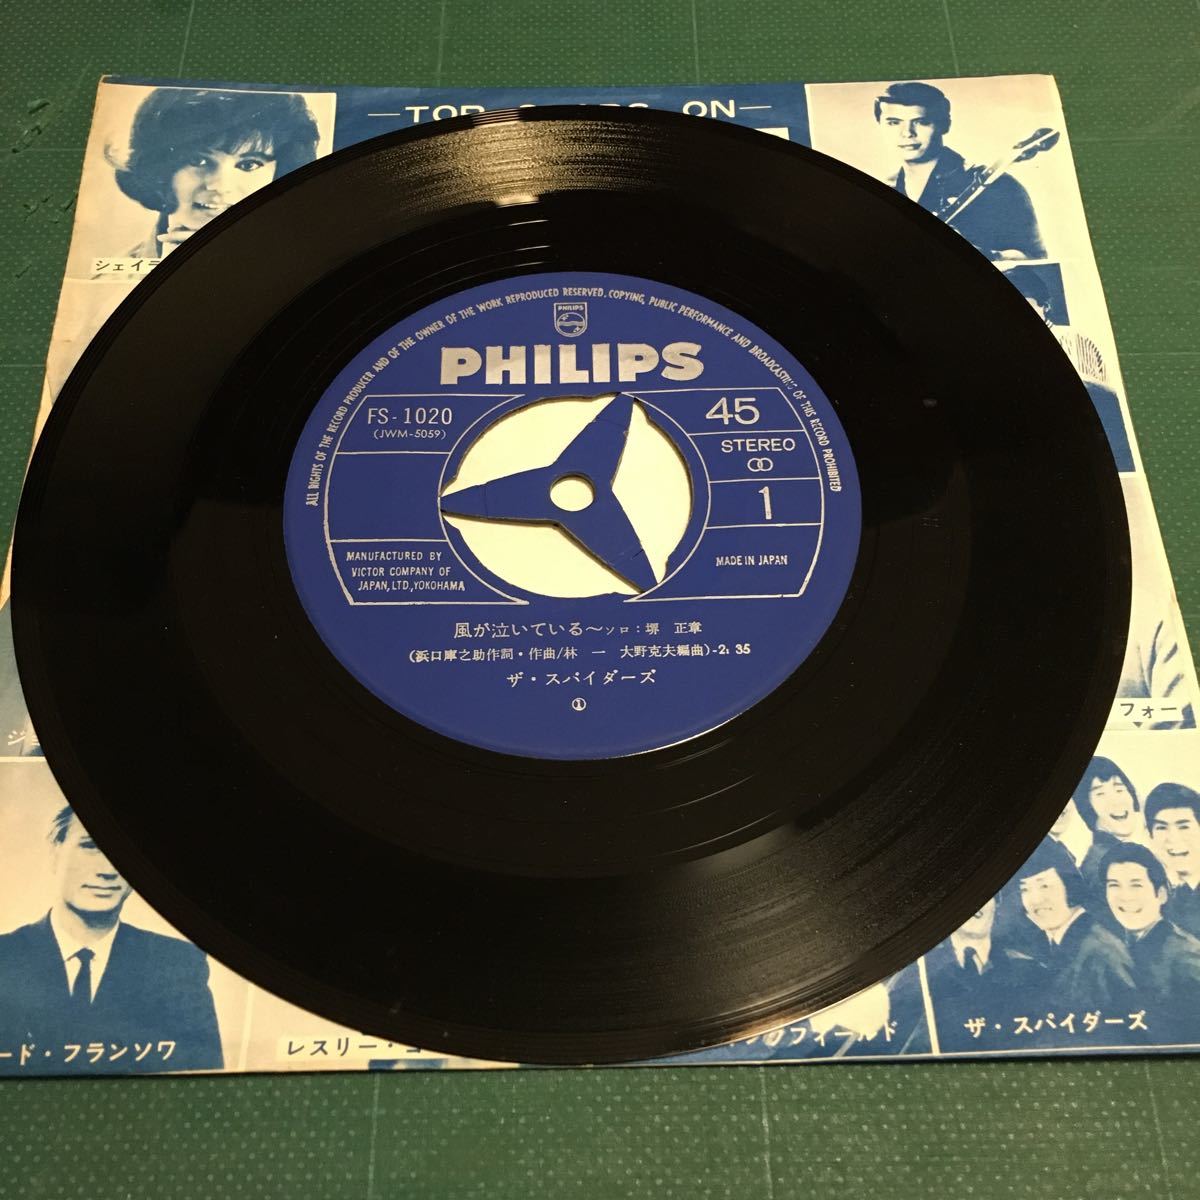 —TOP ON—
シェイラ
フォー
ザ・スパイダーズ
フィールド
レスリー・
ード・フランソワ
ALL RIGHTS OF THE RECORD PRODUCER AND OF THE OWNER OF THE WORK REPRODUCED RESERVED. COPYING, PUBLIC PERFORMANCE AND BROADCASTING OF THIS RECORD PROHIBITED
PHILIPS
PHILIPS
FS-1020
(JWM-5059)
45
STEREO
1
MANUFACTURED BY
VICTOR COMPANY OF
JAPAN, LTD., YOKOHAMA
MADE IN JAPAN
風が泣いている〜ソロ:堺 正章
(浜口庫之助作詞・作曲/林 一 大野克夫編曲)-2:35
ザ・スパイダーズ
①